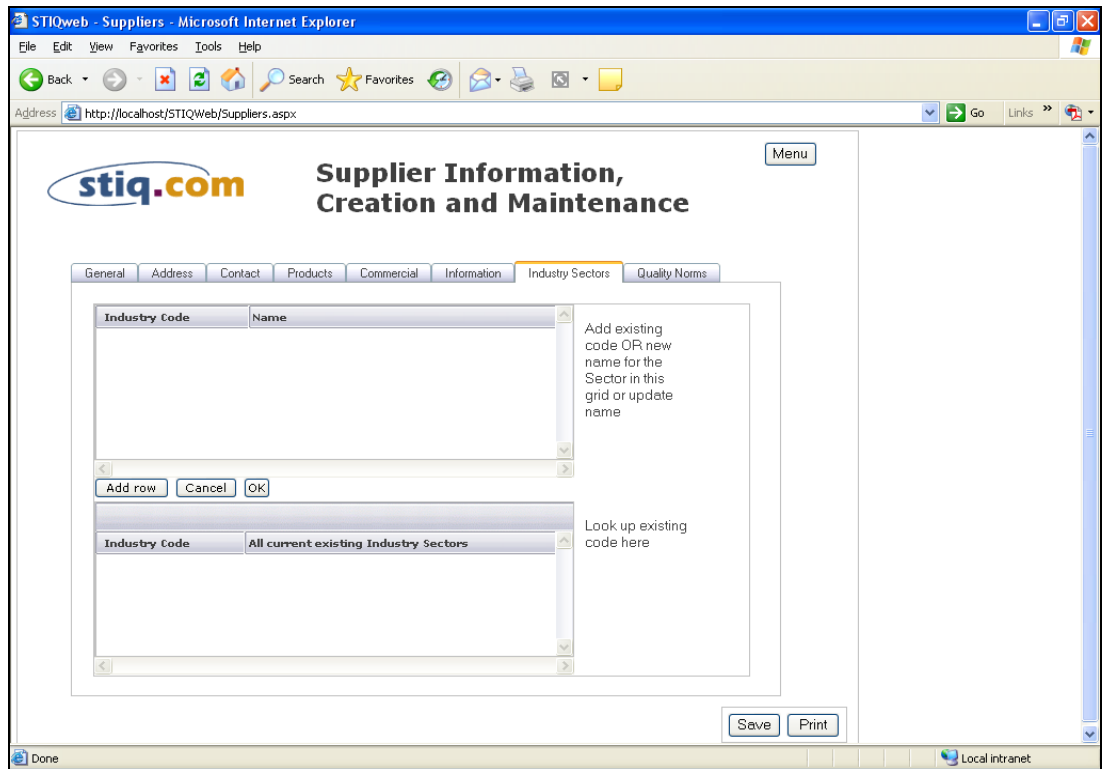 STIQweb - Suppliers - Microsoft Internet Explorer
File Edit View Favorites Tools Help
Back Search Favorites
Address http://localhost/STIQWeb/Suppliers.aspx Go Links »
Menu
stiq.com
Supplier Information,
Creation and Maintenance
General Address Contact Products Commercial Information Industry Sectors Quality Norms
Industry Code Name
Add existing
code OR new
name for the
Sector in this
grid or update
name
Add row Cancel OK
Look up existing
code here
Industry Code All current existing Industry Sectors
Save Print
Done Local intranet